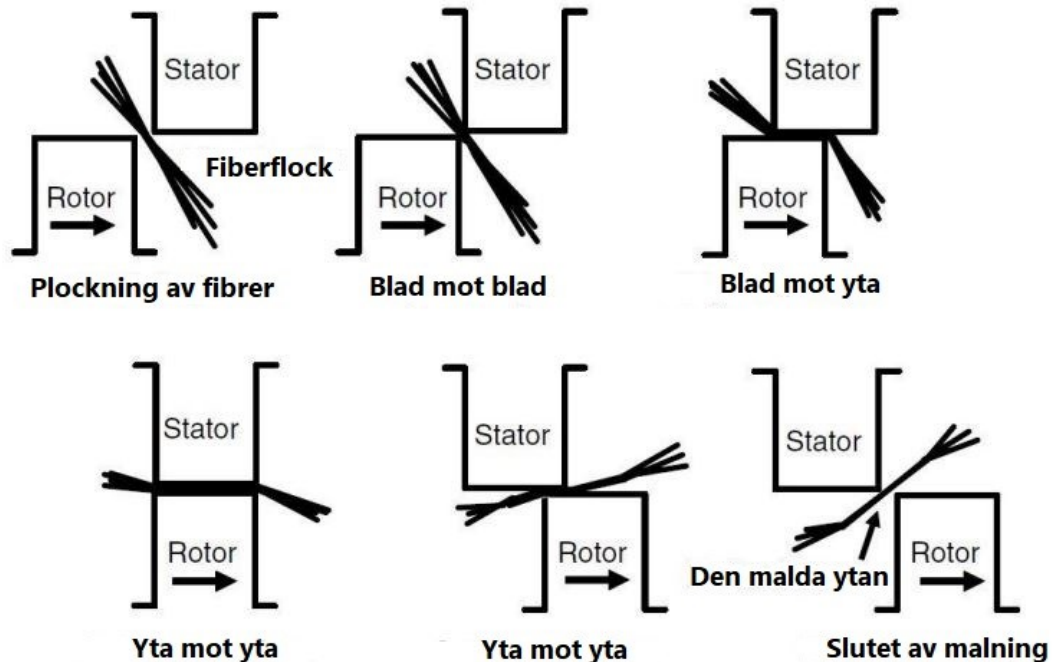 Stator
Fiberflock
Rotor
Plockning av fibrer
Stator
Rotor
Blad mot blad
Stator
Rotor
Blad mot yta
Stator
Rotor
Yta mot yta
Stator
Rotor
Yta mot yta
Stator
Den malda ytan
Rotor
Slutet av malning